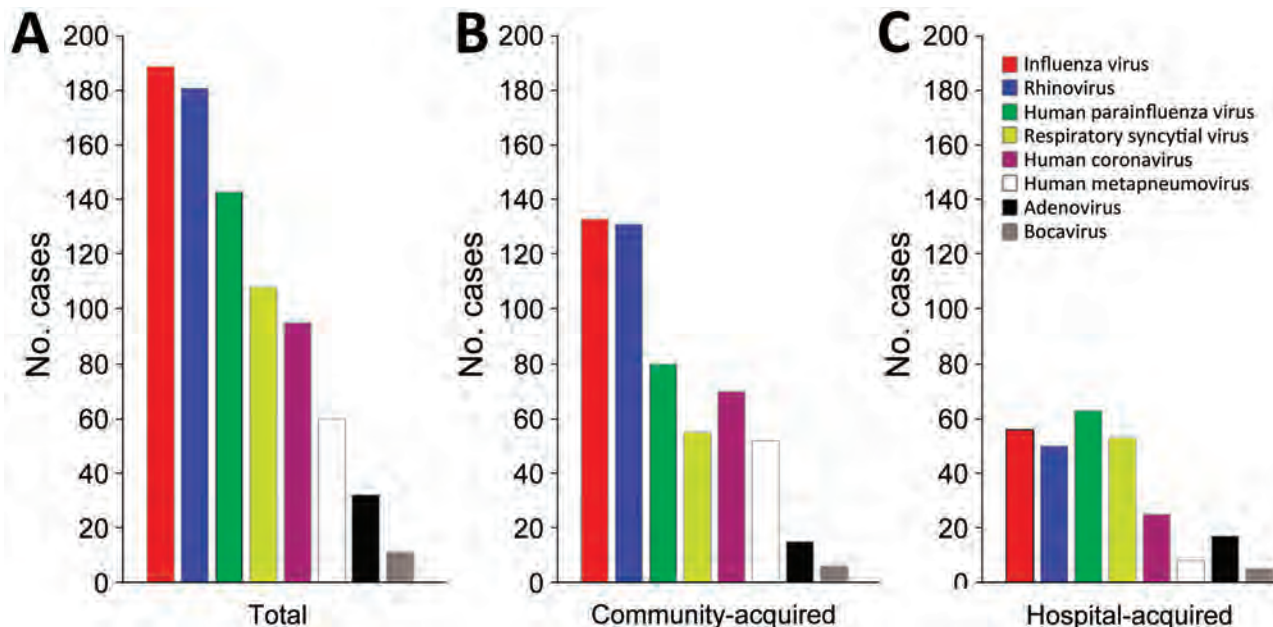 A
No. cases
200
180
160
140
120
100
80
60
40
20
0
Total
B
No. cases
200
180
160
140
120
100
80
60
40
20
0
Community-acquired
C
No. cases
200
180
160
140
120
100
80
60
40
20
0
Influenza virus
Rhinovirus
Human parainfluenza virus
Respiratory syncytial virus
Human coronavirus
Human metapneumovirus
Adenovirus
Bocavirus
Hospital-acquired